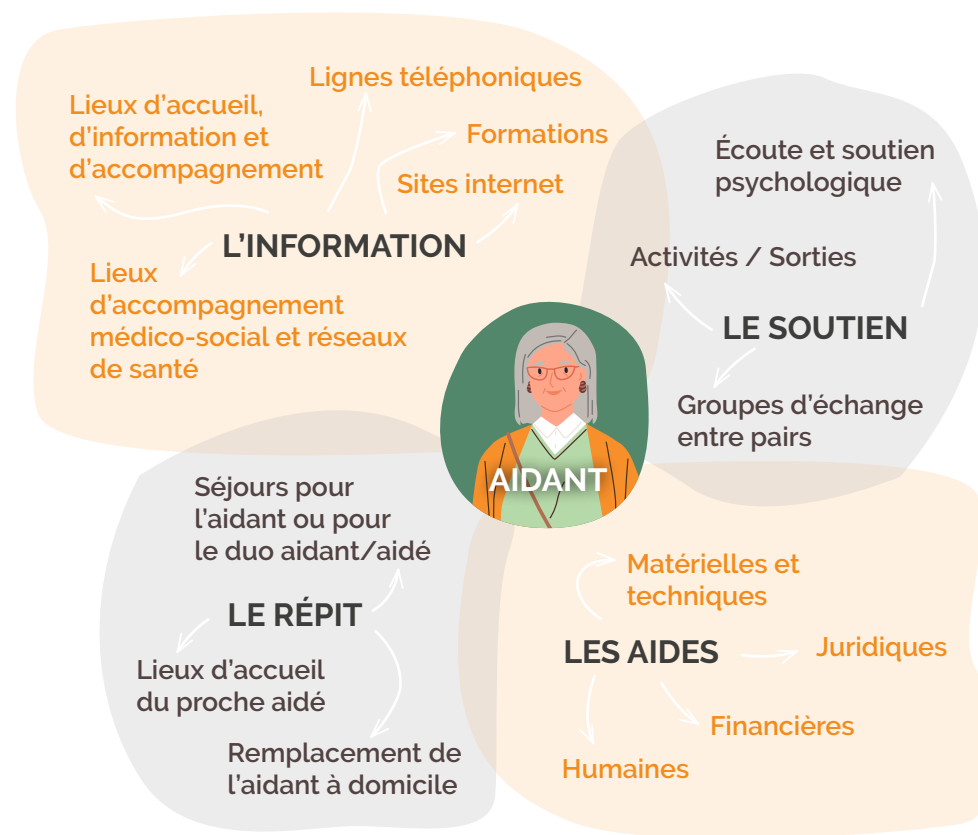 Lignes téléphoniques
Lieux d'accueil,
d'information et
d'accompagnement
Formations
Sites internet
L'INFORMATION
Lieux
d'accompagnement
médico-social et réseaux
de santé
Écoute et soutien
psychologique
Activités / Sorties
LE SOUTIEN
Groupes d'échange
entre pairs
AIDANT
Séjours pour
l'aidant ou pour
le duo aidant/aidé
LE RÉPIT
Lieux d'accueil
du proche aidé
Remplacement de
l'aidant à domicile
Matérielles et
techniques
LES AIDES
Juridiques
Financières
Humaines